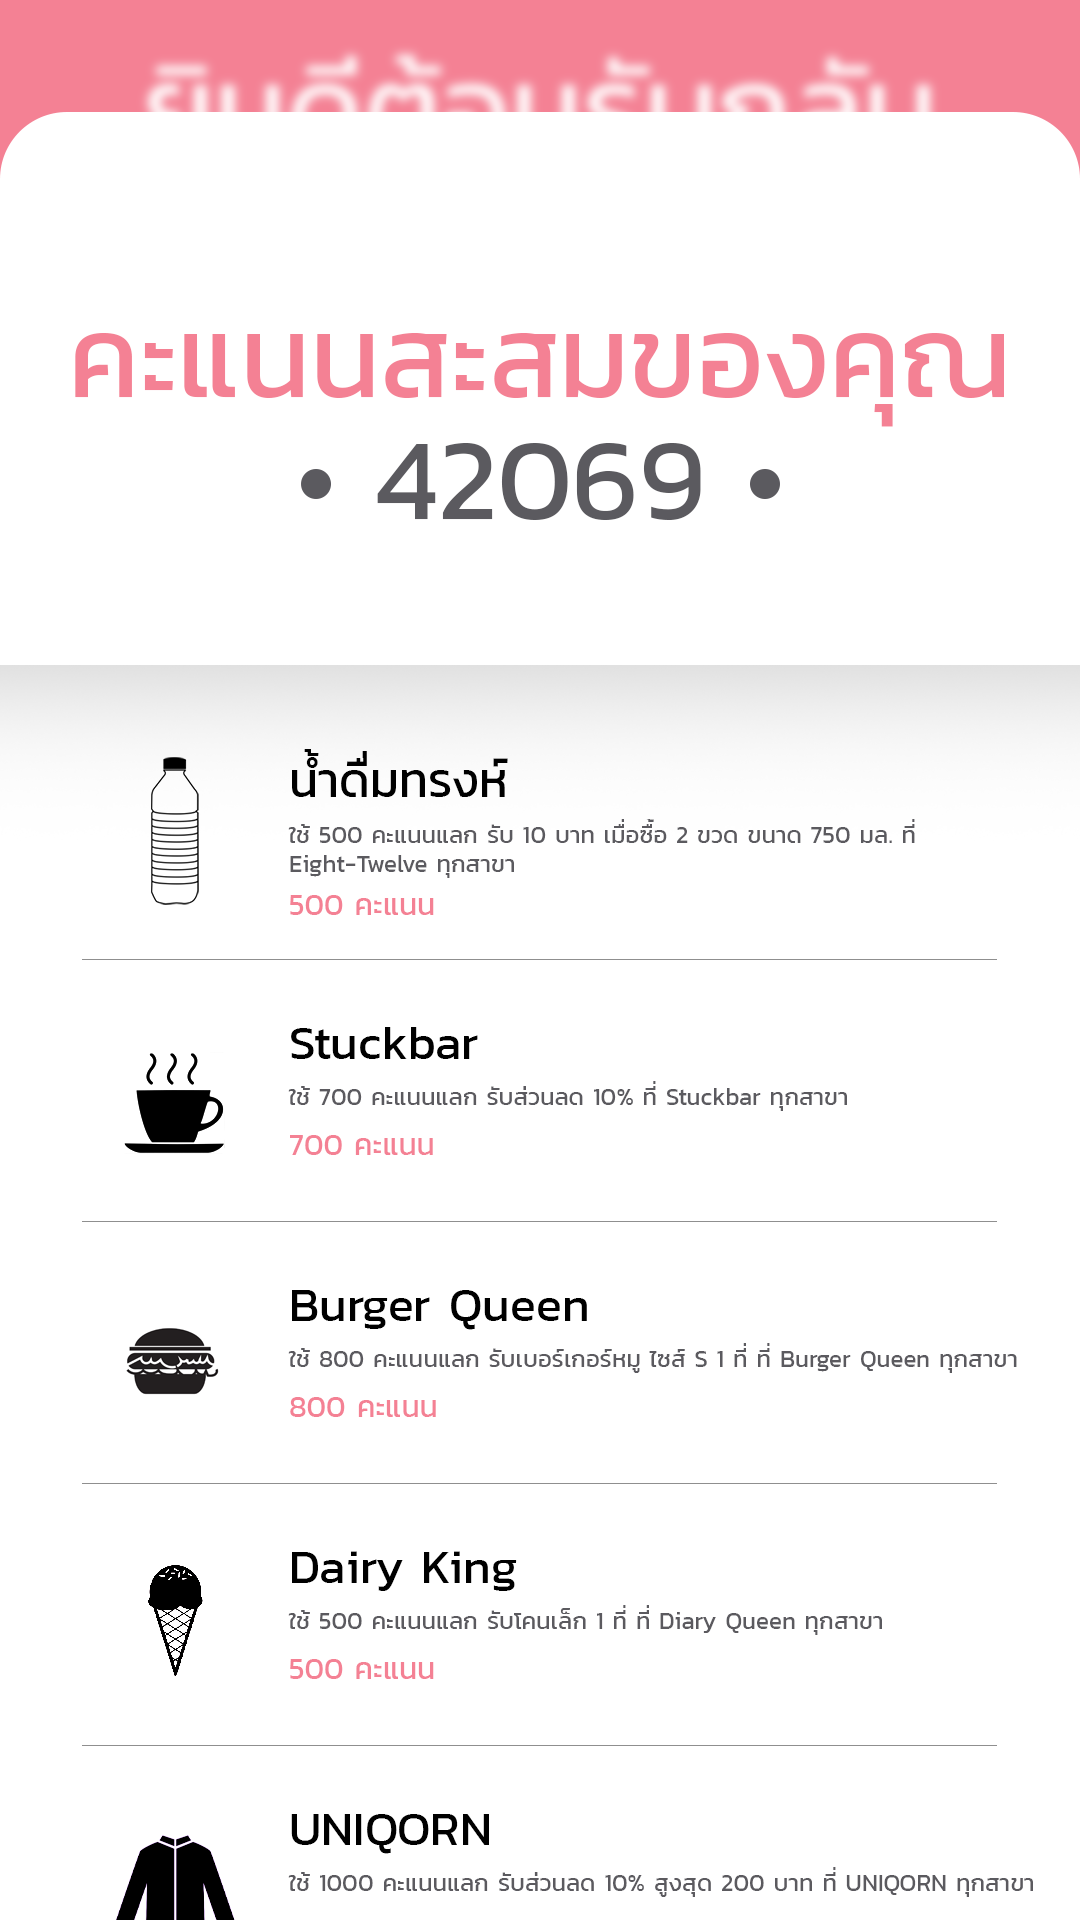 ยินดีต้อนรับกลับ
คะแนนสะสมของคุณ
• 42069 •
น้ำดื่มทรงห์
ใช้ 500 คะแนนแลก รับ 10 บาท เมื่อซื้อ 2 ขวด ขนาด 750 มล. ที่
Eight-Twelve ทุกสาขา
500 คะแนน
Stuckbar
ใช้ 700 คะแนนแลก รับส่วนลด 10% ที่ Stuckbar ทุกสาขา
700 คะแนน
Burger Queen
ใช้ 800 คะแนนแลก รับเบอร์เกอร์หมู ไซส์ S 1 ที่ ที่ Burger Queen ทุกสาขา
800 คะแนน
Dairy King
ใช้ 500 คะแนนแลก รับโคนเล็ก 1 ที่ ที่ Diary Queen ทุกสาขา
500 คะแนน
UNIQORN
ใช้ 1000 คะแนนแลก รับส่วนลด 10% สูงสุด 200 บาท ที่ UNIQORN ทุกสาขา